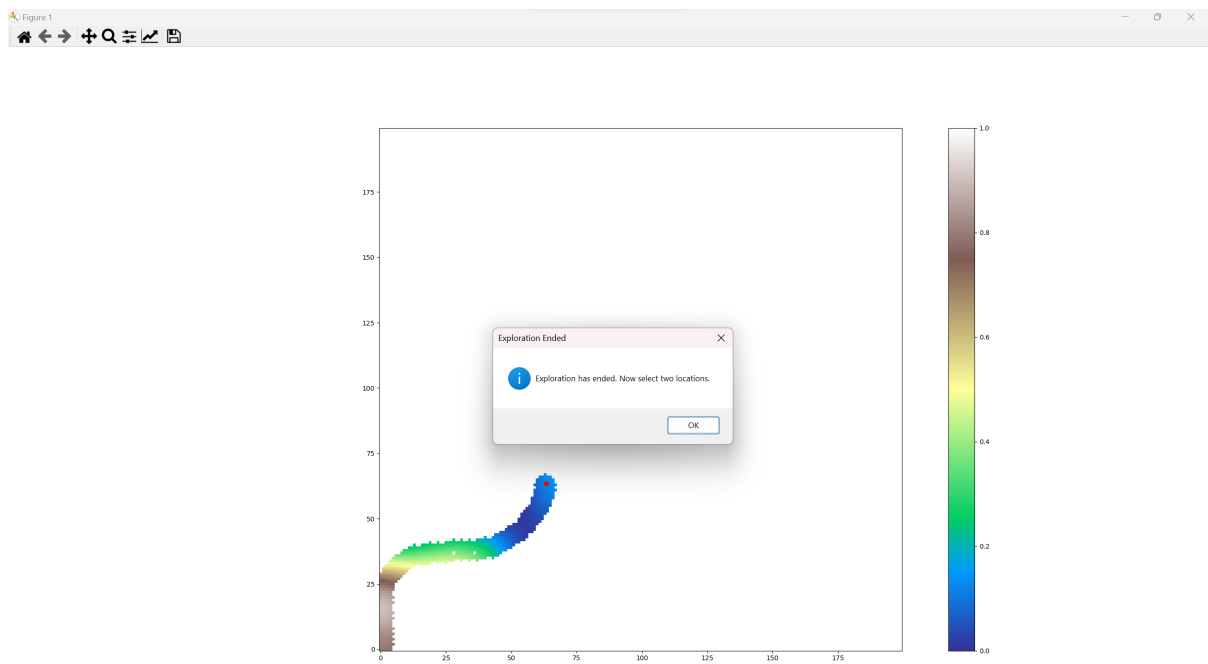 Figure 1
1.0
175
0.8
150
125
Exploration Ended
0.6
Exploration has ended. Now select two locations.
100
OK
0.4
75
50
0.2
25
0
0.0
0 25 50 75 100 125 150 175